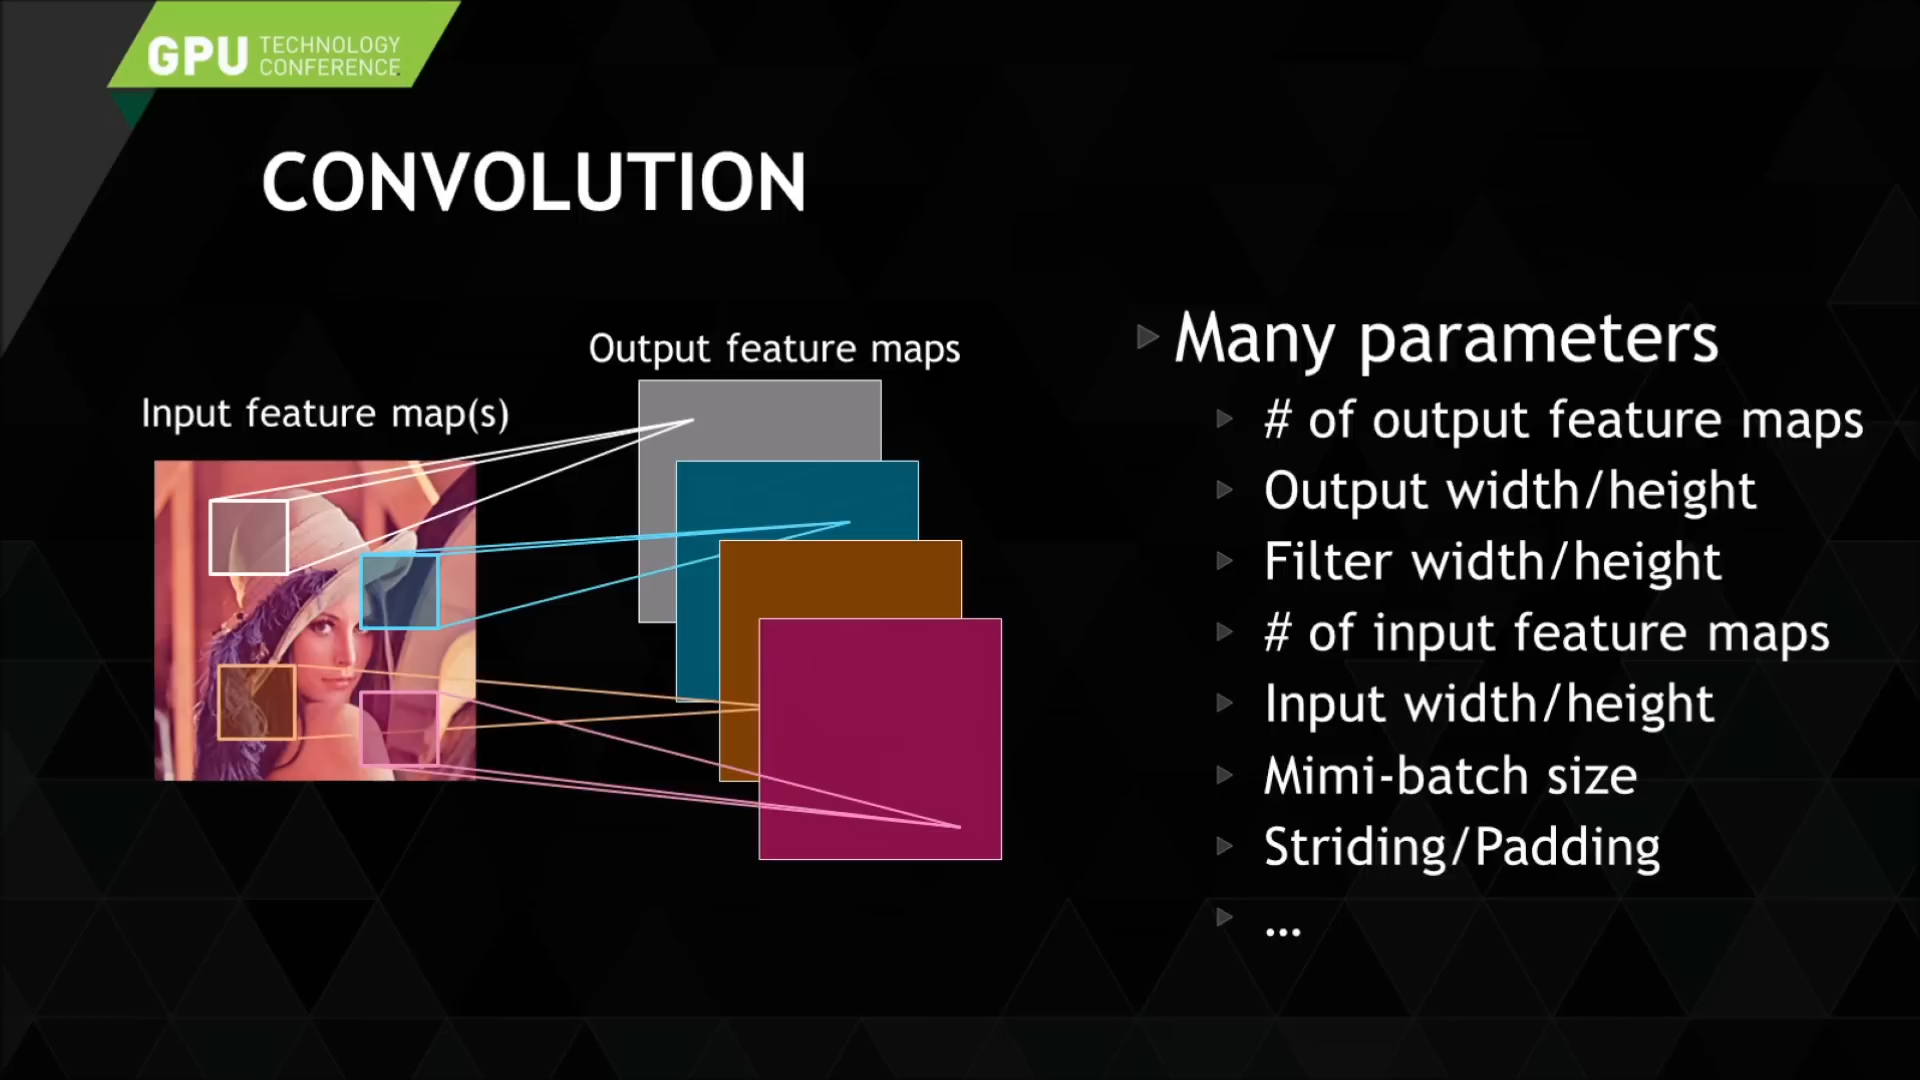 GPU TECHNOLOGY
CONFERENCE
CONVOLUTION
Output feature maps
Input feature map(s)
Many parameters
# of output feature maps
Output width/height
Filter width/height
# of input feature maps
Input width/height
Mimi-batch size
Striding/Padding
...